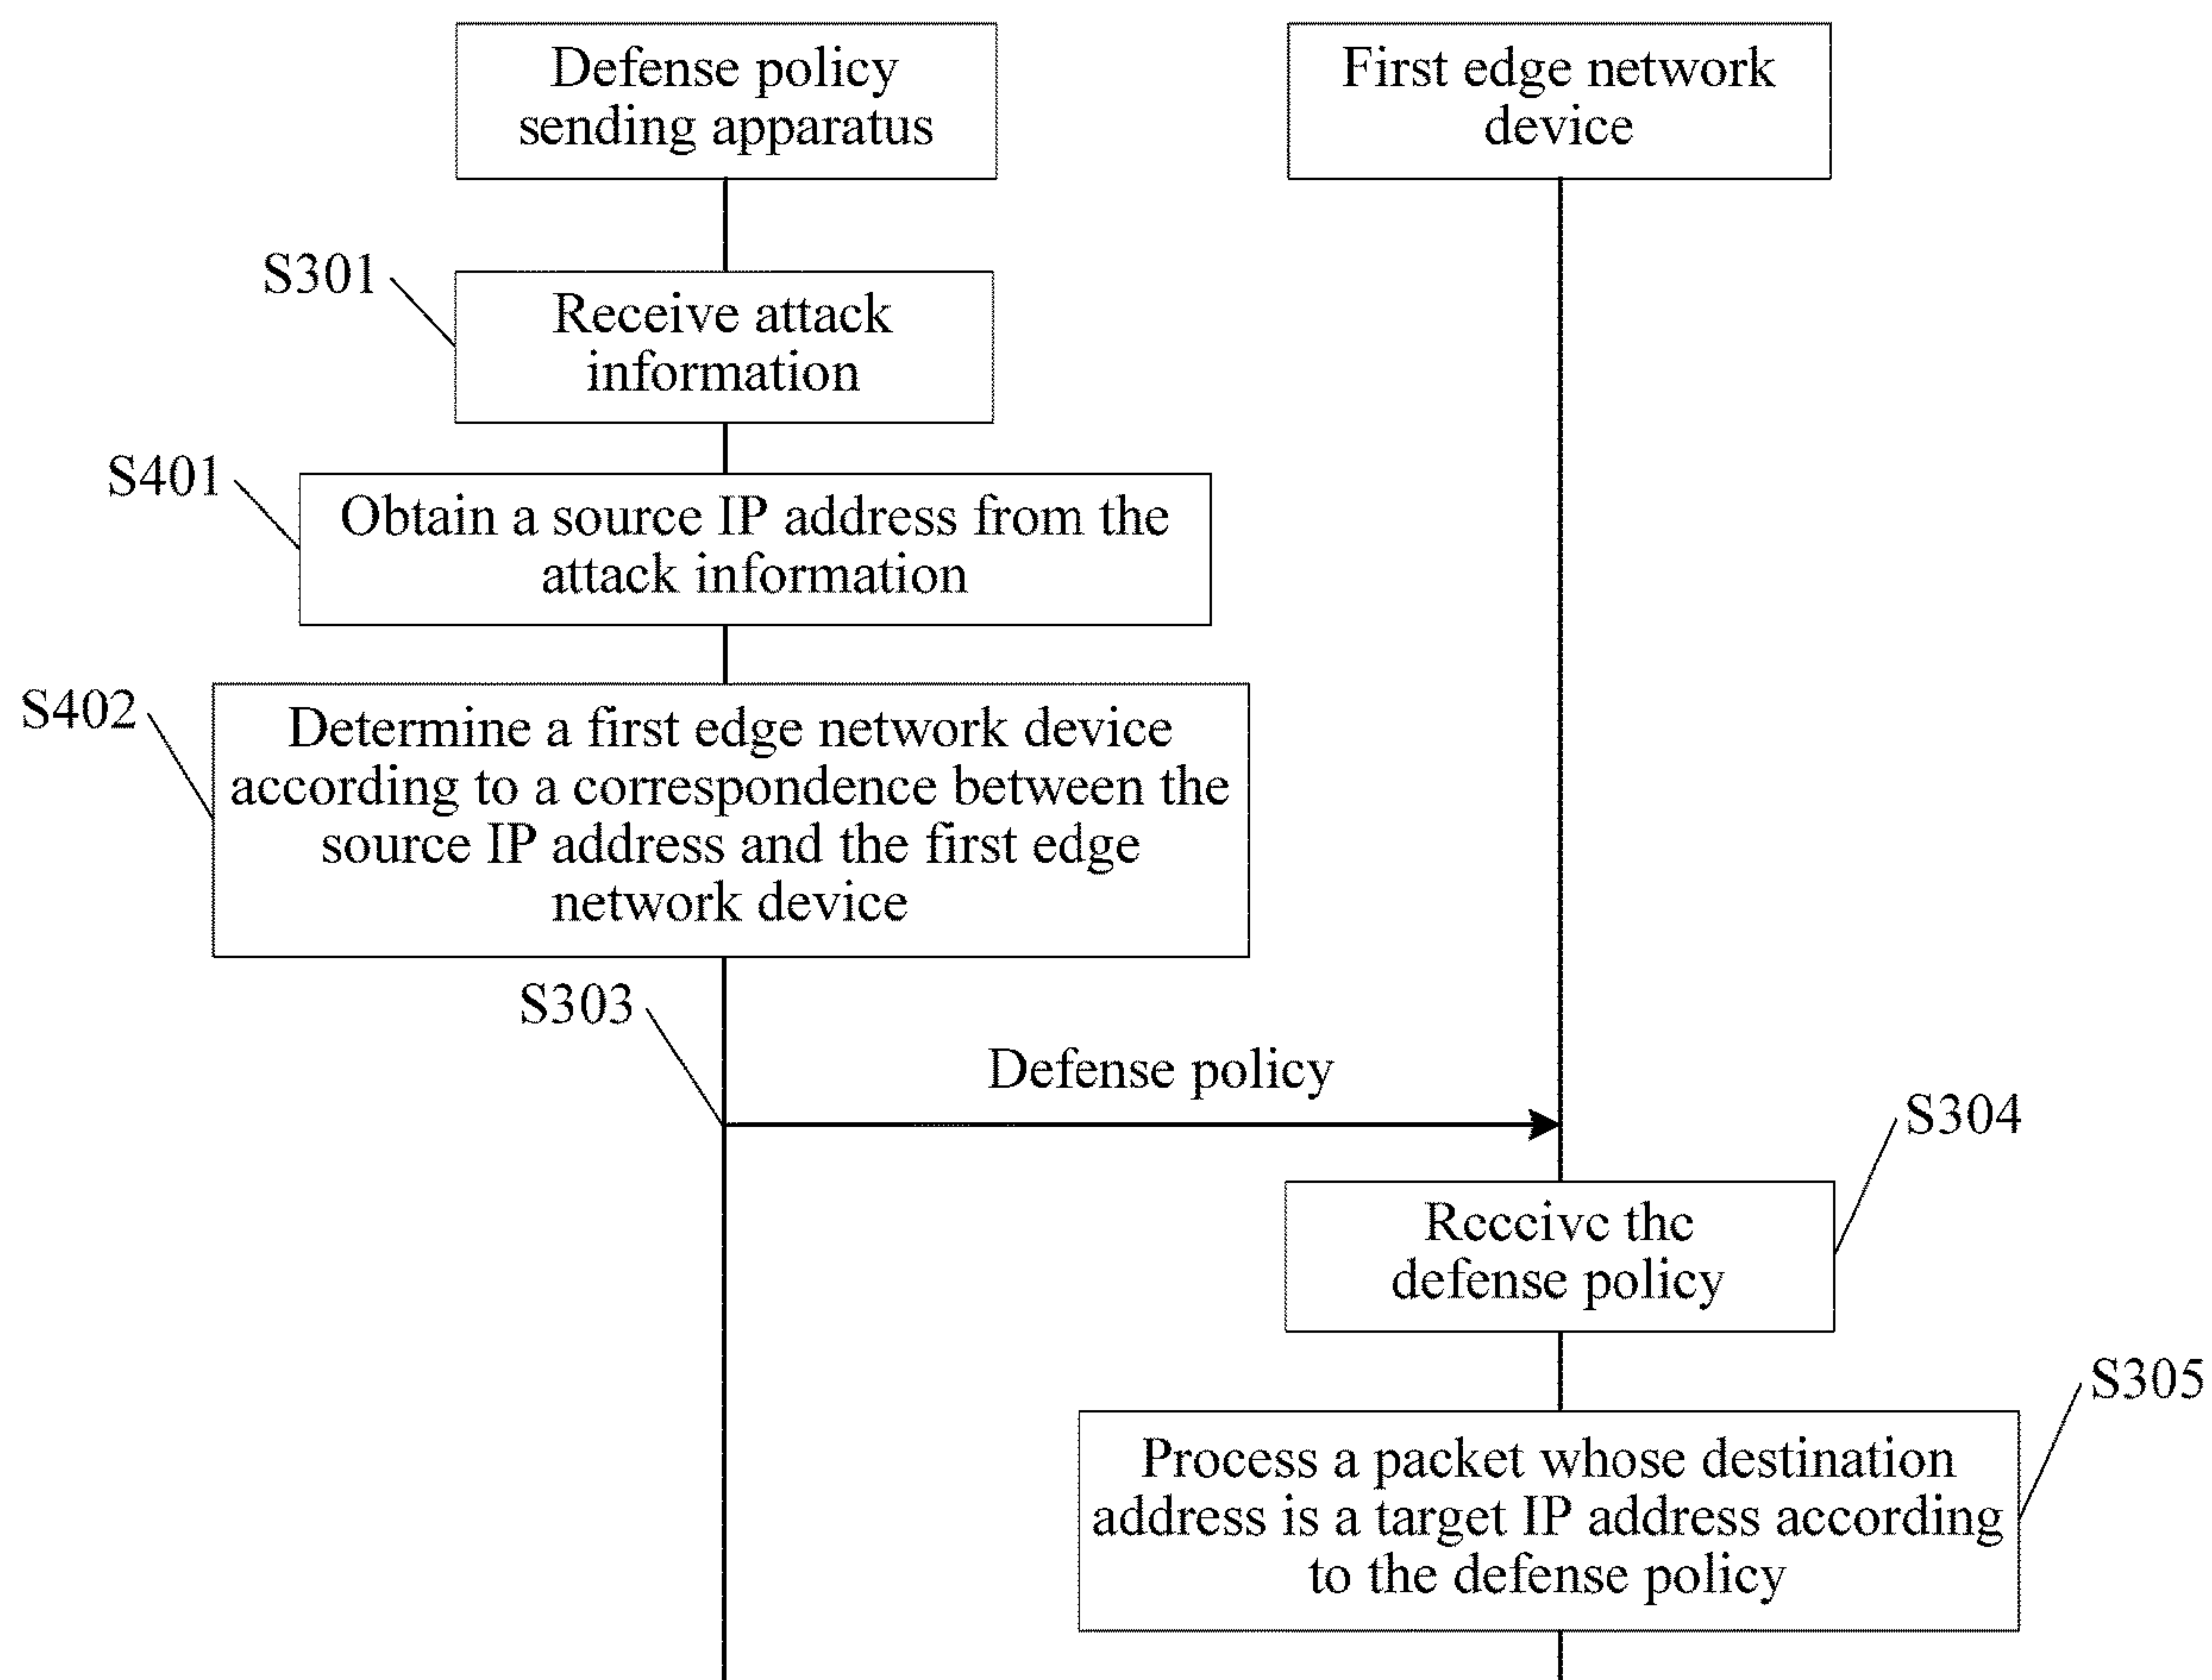 Defense policy
sending apparatus
First edge network
device
S301
Receive attack
information
S401
Obtain a source IP address from the
attack information
S402
Determine a first edge network device
according to a correspondence between the
source IP address and the first edge
network device
S303
Defense policy
S304
Receive the
defense policy
S305
Process a packet whose destination
address is a target IP address according
to the defense policy